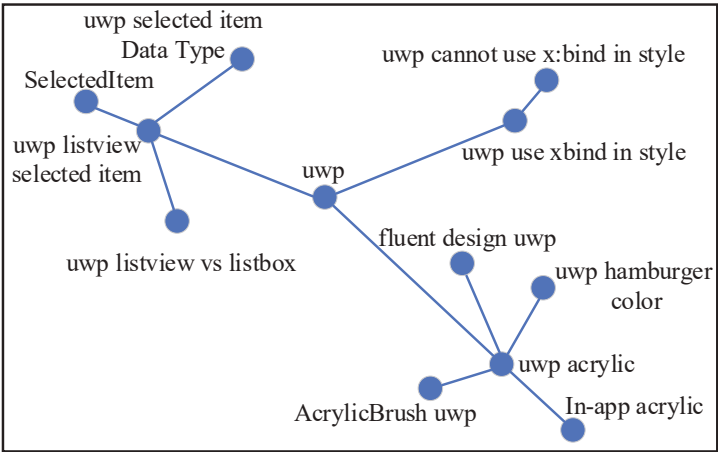 uwp selected item
Data Type
SelectedItem
uwp cannot use x:bind in style
uwp listview
selected item
uwp use xbind in style
uwp
uwp listview vs listbox
fluent design uwp
uwp hamburger
color
uwp acrylic
AcrylicBrush uwp
In-app acrylic